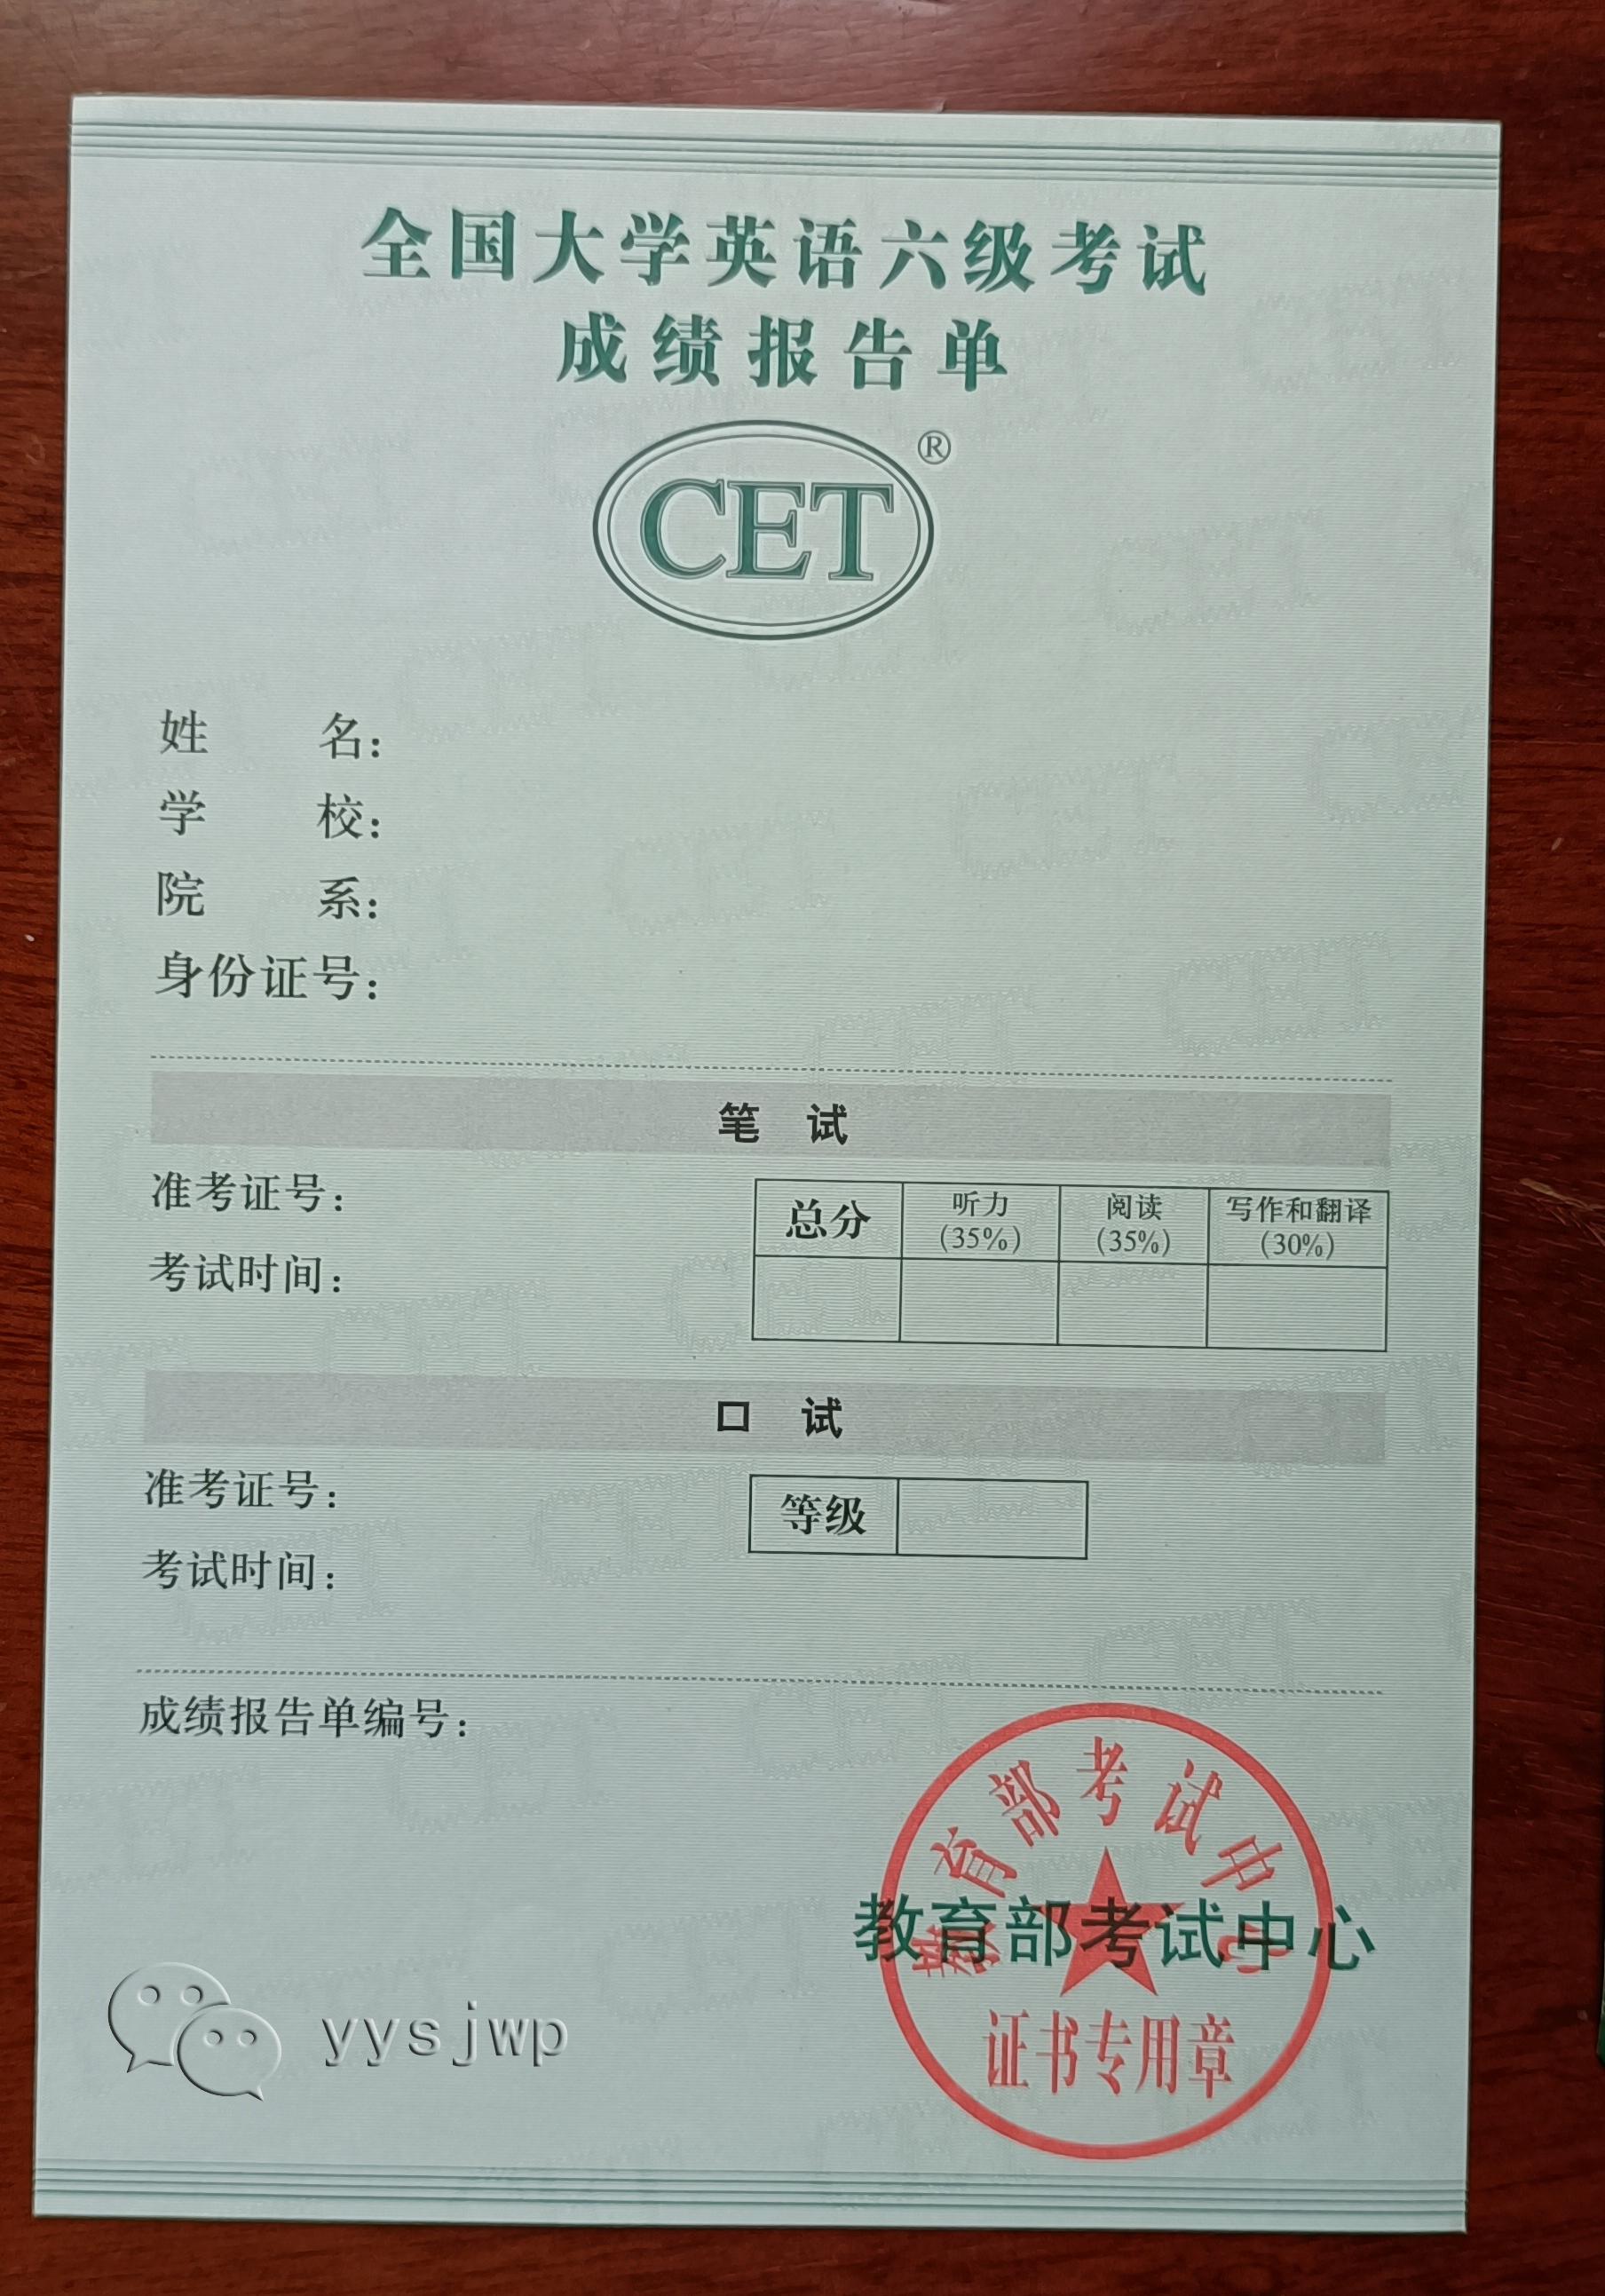 全国大学英语六级考试
成绩报告单
CET®
姓 名：
学 校：
院 系：
身份证号：
笔 试
准考证号：
考试时间：
总分 听力 阅读 写作和翻译
(35%) (35%) (30%)
口 试
准考证号：
考试时间：
等级
成绩报告单编号：
教育部考试中心
教育部考试中心
证书专用章
yysjwp